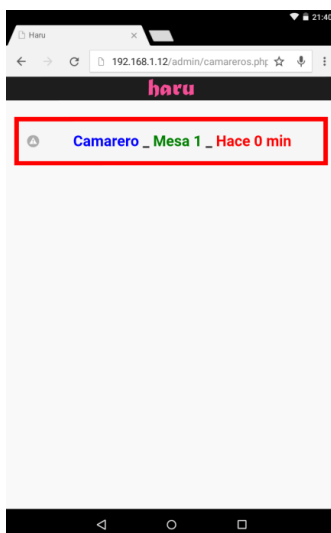 21:40
Haru
192.168.1.12/admin/camareros.php
haru
Camarero _ Mesa 1 _ Hace 0 min